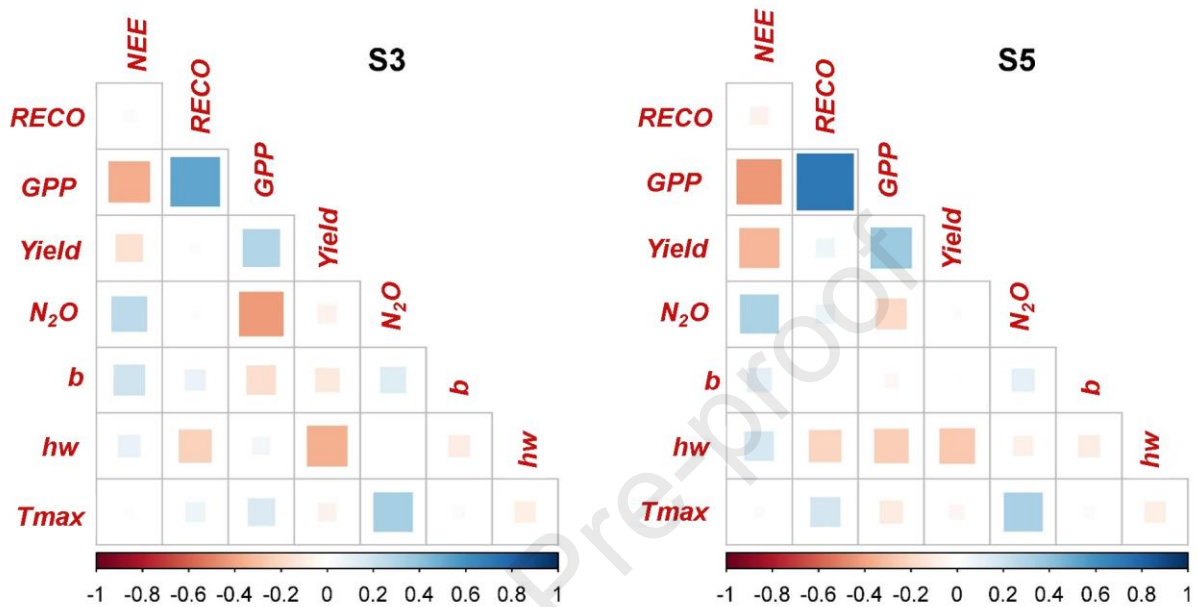 S3
NEE
RECO
GPP
Yield
N₂O
b
hw
RECO
GPP
Yield
N₂O
b
hw
Tmax
-1 -0.8 -0.6 -0.4 -0.2 0 0.2 0.4 0.6 0.8 1
S5
NEE
RECO
GPP
Yield
N₂O
b
hw
RECO
GPP
Yield
N₂O
b
hw
Tmax
-1 -0.8 -0.6 -0.4 -0.2 0 0.2 0.4 0.6 0.8 1
Pre-proof